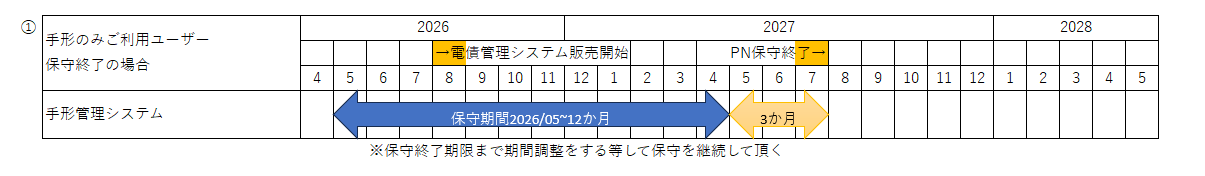 ①
手形のみご利用ユーザー
保守終了の場合
2026 2027 2028
→電債管理システム販売開始 PN保守終了→
4 5 6 7 8 9 10 11 12 1 2 3 4 5 6 7 8 9 10 11 12 1 2 3 4 5
手形管理システム
保守期間2026/05~12か月 3か月
※保守終了期限まで期間調整をする等して保守を継続して頂く